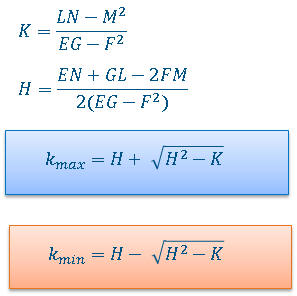 K = \frac{LN - M^2}{EG - F^2}
H = \frac{EN + GL - 2FM}{2(EG - F^2)}
k_{max} = H + \sqrt{H^2 - K}
k_{min} = H - \sqrt{H^2 - K}